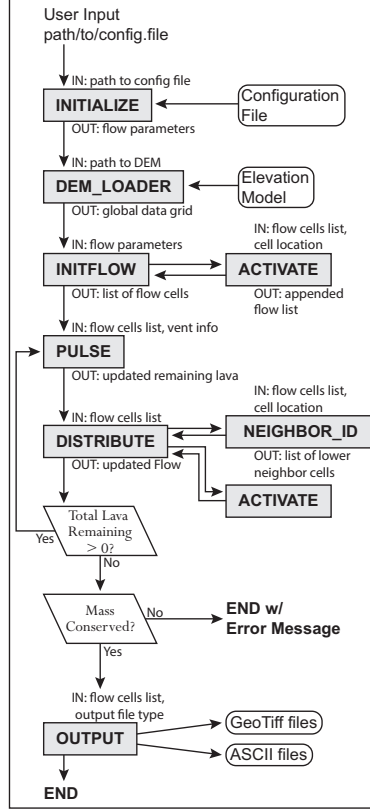 User Input
path/to/config.file
IN: path to config file
INITIALIZE
Configuration
File
OUT: flow parameters
IN: path to DEM
DEM_LOADER
Elevation
Model
OUT: global data grid
IN: flow parameters
IN: flow cells list,
cell location
INITFLOW
ACTIVATE
OUT: list of flow cells
OUT: appended
flow list
IN: flow cells list, vent info
PULSE
OUT: updated remaining lava
IN: flow cells list
IN: flow cells list,
cell location
DISTRIBUTE
NEIGHBOR_ID
OUT: updated Flow
OUT: list of lower
neighbor cells
ACTIVATE
Total Lava
Remaining
> 0?
Yes
No
Mass
Conserved?
No
END w/
Error Message
Yes
IN: flow cells list,
output file type
OUTPUT
GeoTiff files
ASCII files
END